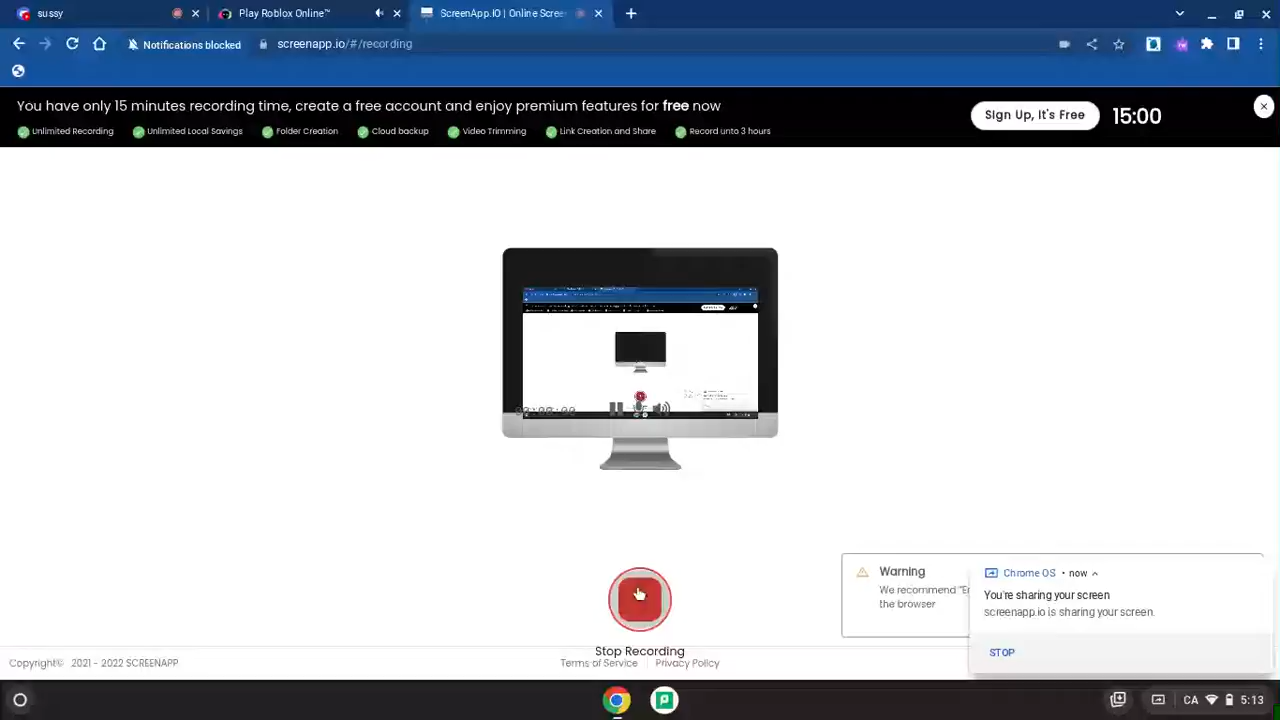 sussy
Play Roblox Online™
ScreenApp.IO | Online Scree
Notifications blocked
screenapp.io/#/recording
You have only 15 minutes recording time, create a free account and enjoy premium features for free now
Unlimited Recording
Unlimited Local Savings
Folder Creation
Cloud backup
Video Trimming
Link Creation and Share
Record unto 3 hours
Sign Up, It's Free
15:00
Warning
We recommend "E
the browser
Chrome OS • now
You're sharing your screen
screenapp.io is sharing your screen.
STOP
Stop Recording
Copyright© 2021 - 2022 SCREENAPP
Terms of Service
Privacy Policy
CA
5:13